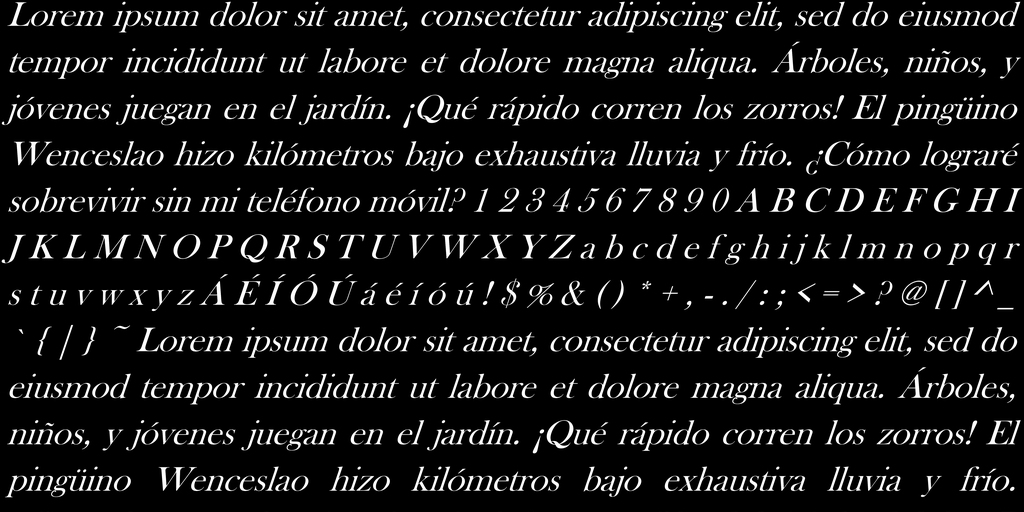 Lorem ipsum dolor sit amet, consectetur adipiscing elit, sed do eiusmod
tempor incididunt ut labore et dolore magna aliqua. Árboles, niños, y
jóvenes juegan en el jardín. ¡Qué rápido corren los zorros! El pingüino
Wenceslao hizo kilómetros bajo exhaustiva lluvia y frío. ¿Cómo lograré
sobrevivir sin mi teléfono móvil? 1 2 3 4 5 6 7 8 9 0 A B C D E F G H I
J K L M N O P Q R S T U V W X Y Z a b c d e f g h i j k l m n o p q r
s t u v w x y z Á É Í Ó Ú á é í ó ú ! $ % & ( ) * + , - . / : ; < = > ? @ [ ] ^ _
` { | } ~ Lorem ipsum dolor sit amet, consectetur adipiscing elit, sed do
eiusmod tempor incididunt ut labore et dolore magna aliqua. Árboles,
niños, y jóvenes juegan en el jardín. ¡Qué rápido corren los zorros! El
pingüino Wenceslao hizo kilómetros bajo exhaustiva lluvia y frío.